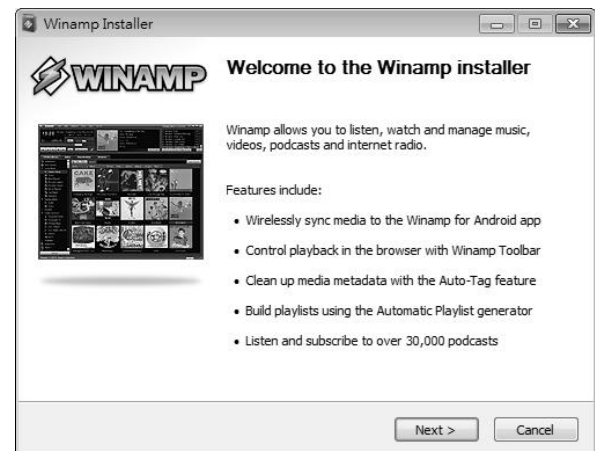 Winamp Installer
WINAMP
Welcome to the Winamp installer
Winamp allows you to listen, watch and manage music,
videos, podcasts and internet radio.
Features include:
• Wirelessly sync media to the Winamp for Android app
• Control playback in the browser with Winamp Toolbar
• Clean up media metadata with the Auto-Tag feature
• Build playlists using the Automatic Playlist generator
• Listen and subscribe to over 30,000 podcasts
CAKE
Next >
Cancel